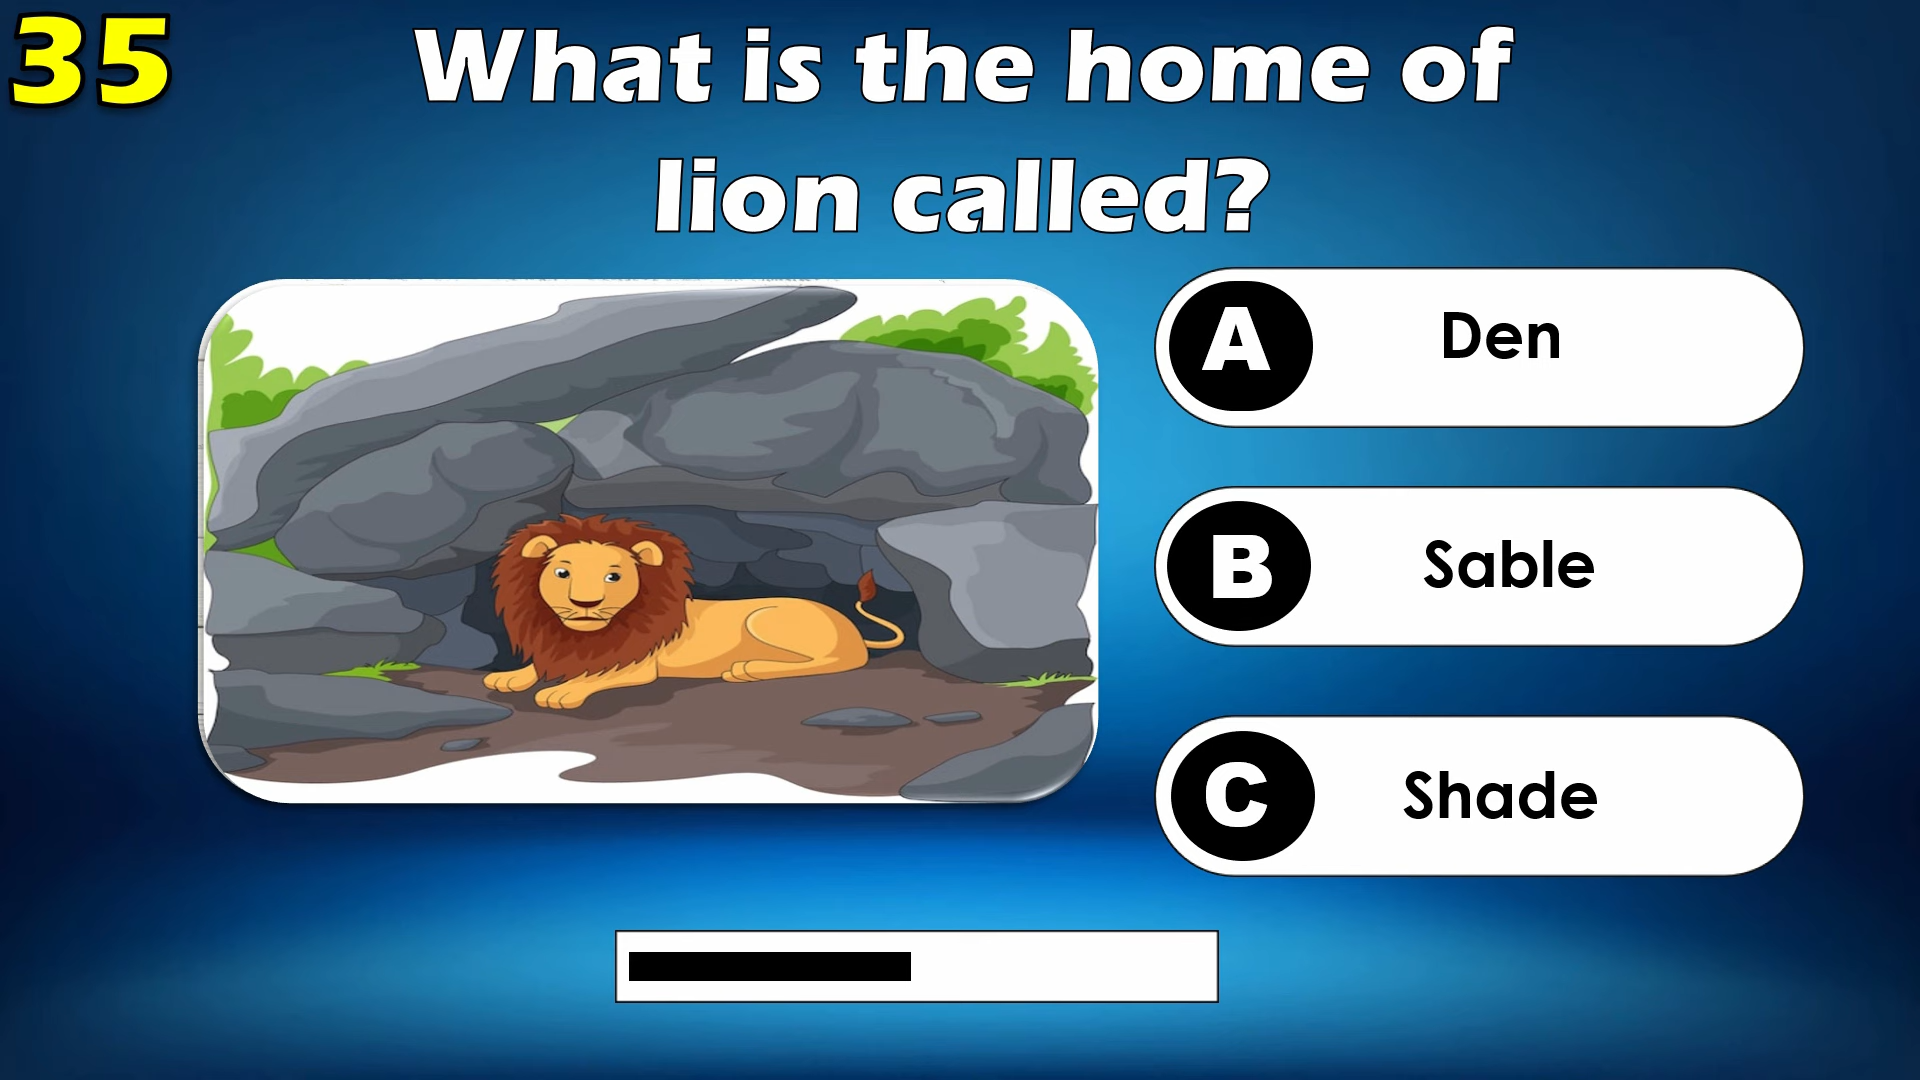 35
What is the home of
lion called?
A Den
B Sable
C Shade